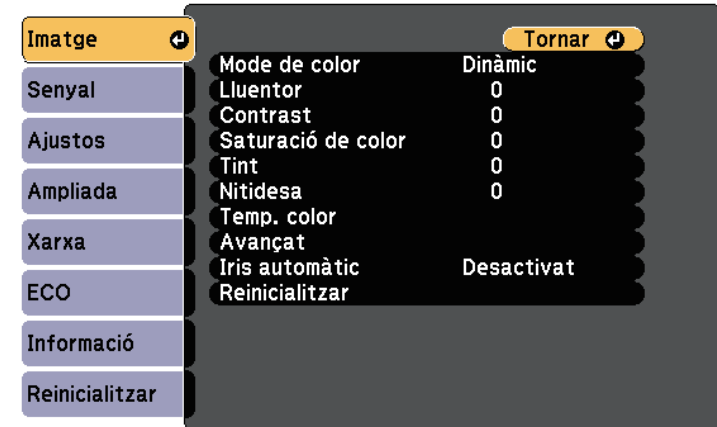 Imatge
Senyal
Ajustos
Ampliada
Xarxa
ECO
Informació
Reinicialitzar
Tornar
Mode de color Dinàmic
Lluentor 0
Contrast 0
Saturació de color 0
Tint 0
Nitidesa 0
Temp. color
Avançat
Iris automàtic Desactivat
Reinicialitzar